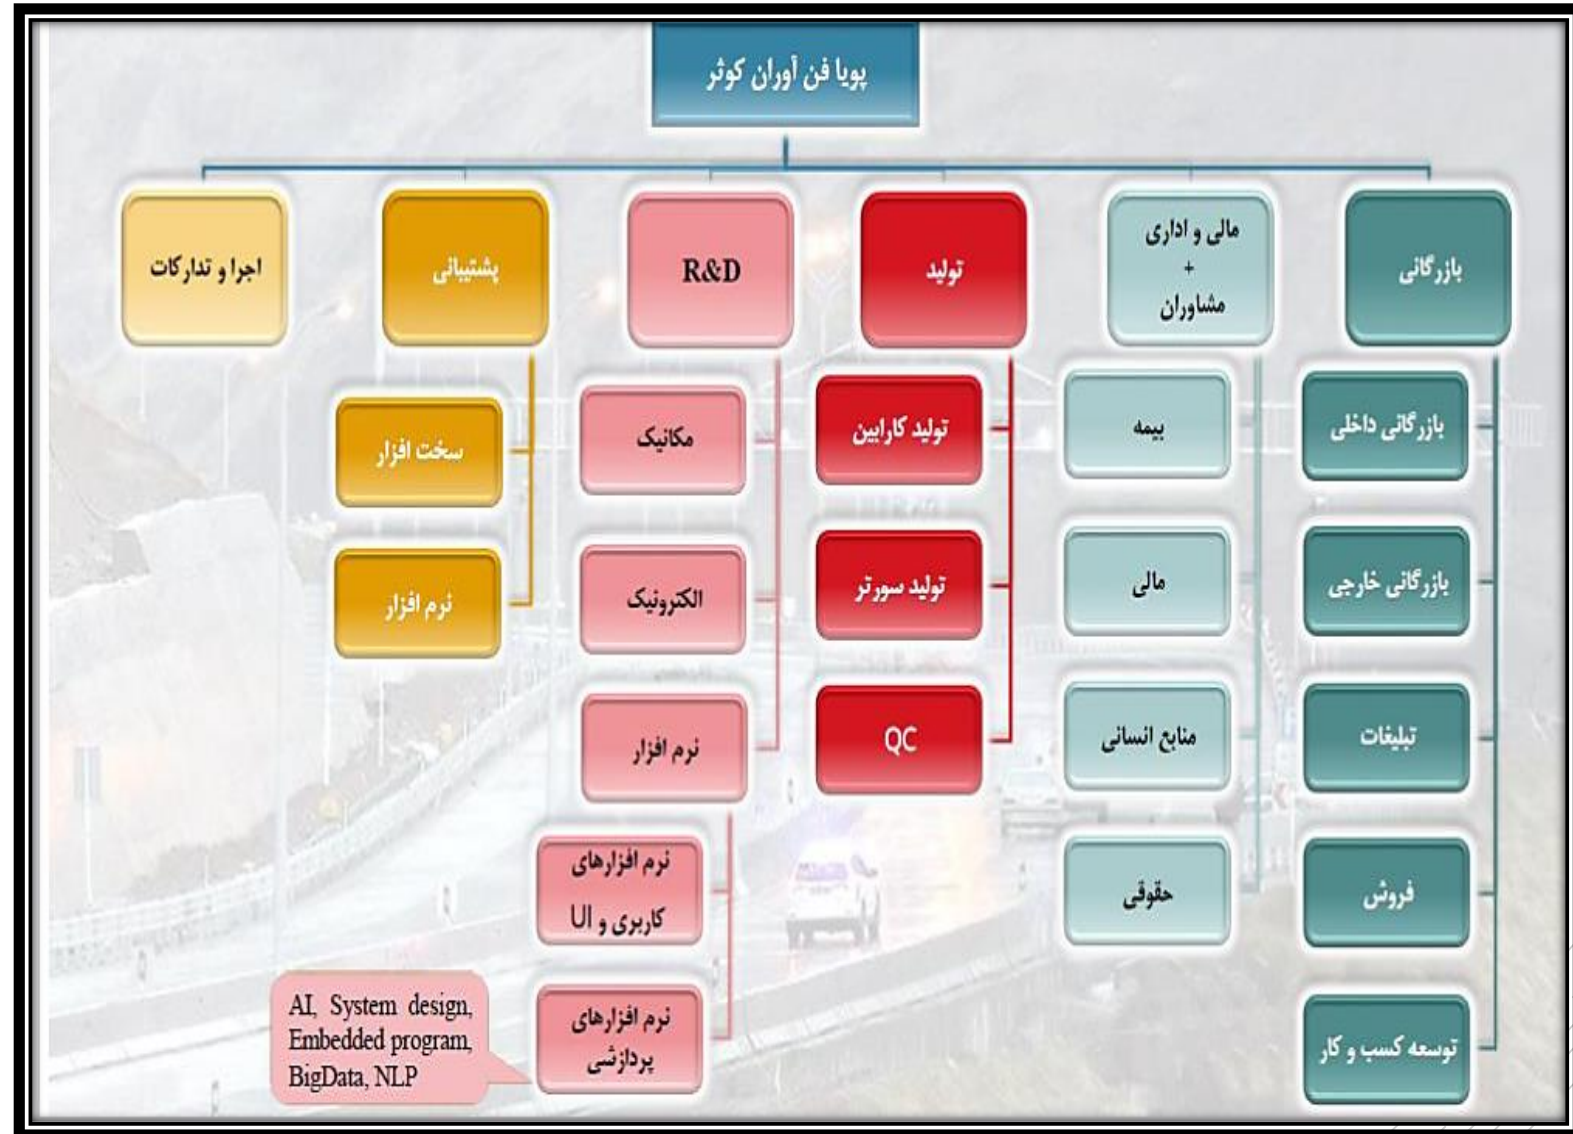 پویا فن آوران کوثر
بازرگانی
مالی و اداری
+
مشاوران
تولید
R&D
پشتیبانی
اجرا و تدارکات
بازرگانی داخلی
بازرگانی خارجی
تبلیغات
فروش
توسعه کسب و کار
بیمه
مالی
منابع انسانی
حقوقی
تولید کارابین
تولید سورتر
QC
مکانیک
الکترونیک
نرم افزار
نرم افزارهای
کاربری و UI
نرم افزارهای
پردازشی
AI, System design,
Embedded program,
BigData, NLP
سخت افزار
نرم افزار